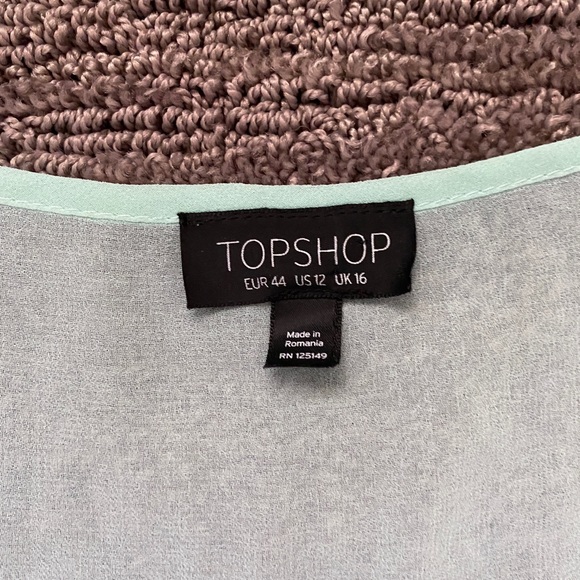 TOPSHOP
EUR 44 US 12 UK 16
Made in
Romania
RN 125149